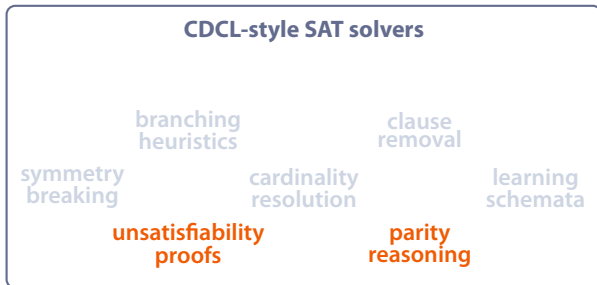 CDCL-style SAT solvers
branching
heuristics
clause
removal
symmetry
breaking
cardinality
resolution
learning
schemata
unsatisfiability
proofs
parity
reasoning